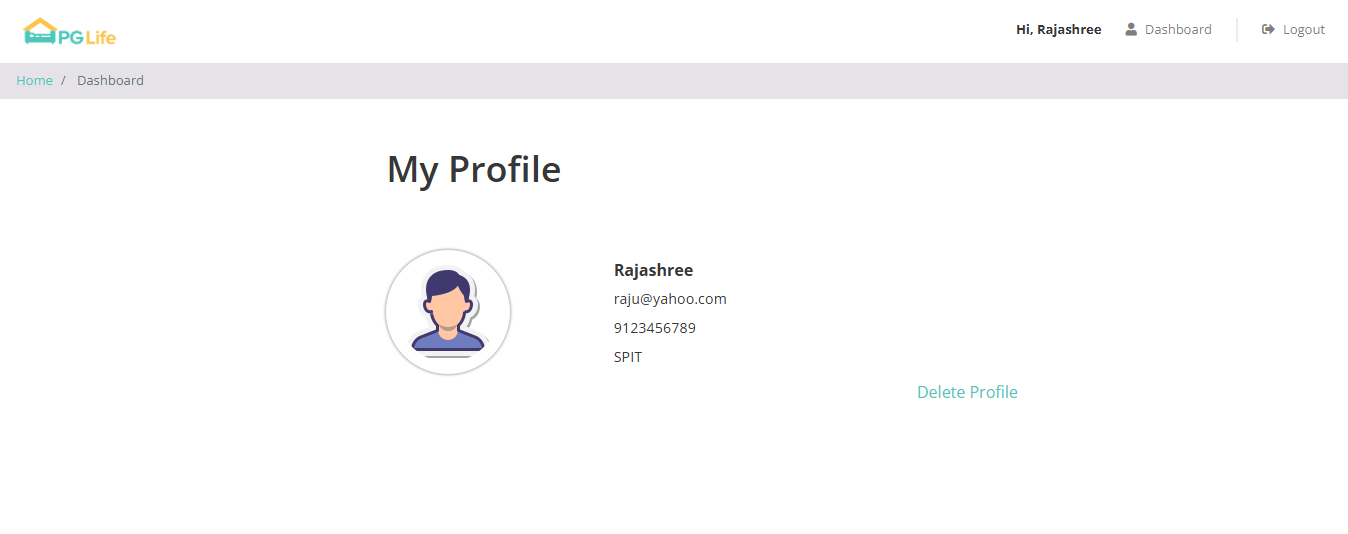 PG Life
Hi, Rajashree Dashboard Logout
Home / Dashboard
My Profile
Rajashree
raju@yahoo.com
9123456789
SPIT
Delete Profile